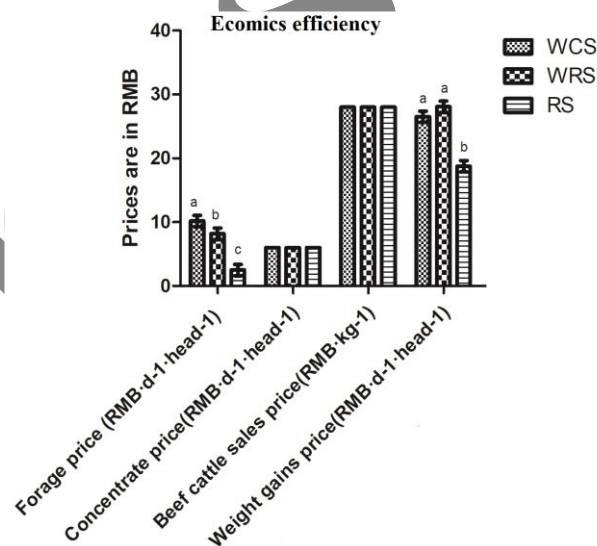 Ecomics efficiency
Prices are in RMB
40
30
20
10
0
a
b
c
a
a
b
WCS
WRS
RS
Forage price (RMB·d-1·head-1)
Concentrate price(RMB·d-1·head-1)
Beef cattle sales price(RMB·kg-1)
Weight gains price(RMB·d-1·head-1)